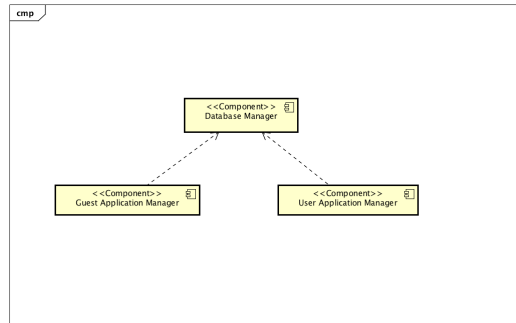 cmp
<<Component>>
Database Manager
<<Component>>
Guest Application Manager
<<Component>>
User Application Manager